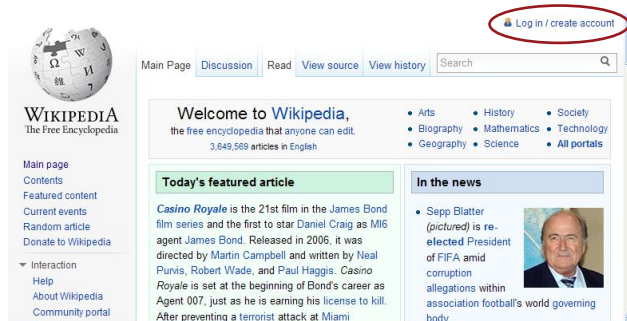 Log in / create account
Main Page Discussion Read View source View history Search
WIKIPEDIA
The Free Encyclopedia
Welcome to Wikipedia,
the free encyclopedia that anyone can edit.
3,649,569 articles in English
• Arts • History • Society
• Biography • Mathematics • Technology
• Geography • Science • All portals
Main page
Contents
Featured content
Current events
Random article
Donate to Wikipedia
Interaction
Help
About Wikipedia
Community portal
Today's featured article
Casino Royale is the 21st film in the James Bond
film series and the first to star Daniel Craig as MI6
agent James Bond. Released in 2006, it was
directed by Martin Campbell and written by Neal
Purvis, Robert Wade, and Paul Haggis. Casino
Royale is set at the beginning of Bond's career as
Agent 007, just as he is earning his license to kill.
After preventing a terrorist attack at Miami
In the news
• Sepp Blatter
(pictured) is re-
elected President
of FIFA amid
corruption
allegations within
association football's world governing
body.